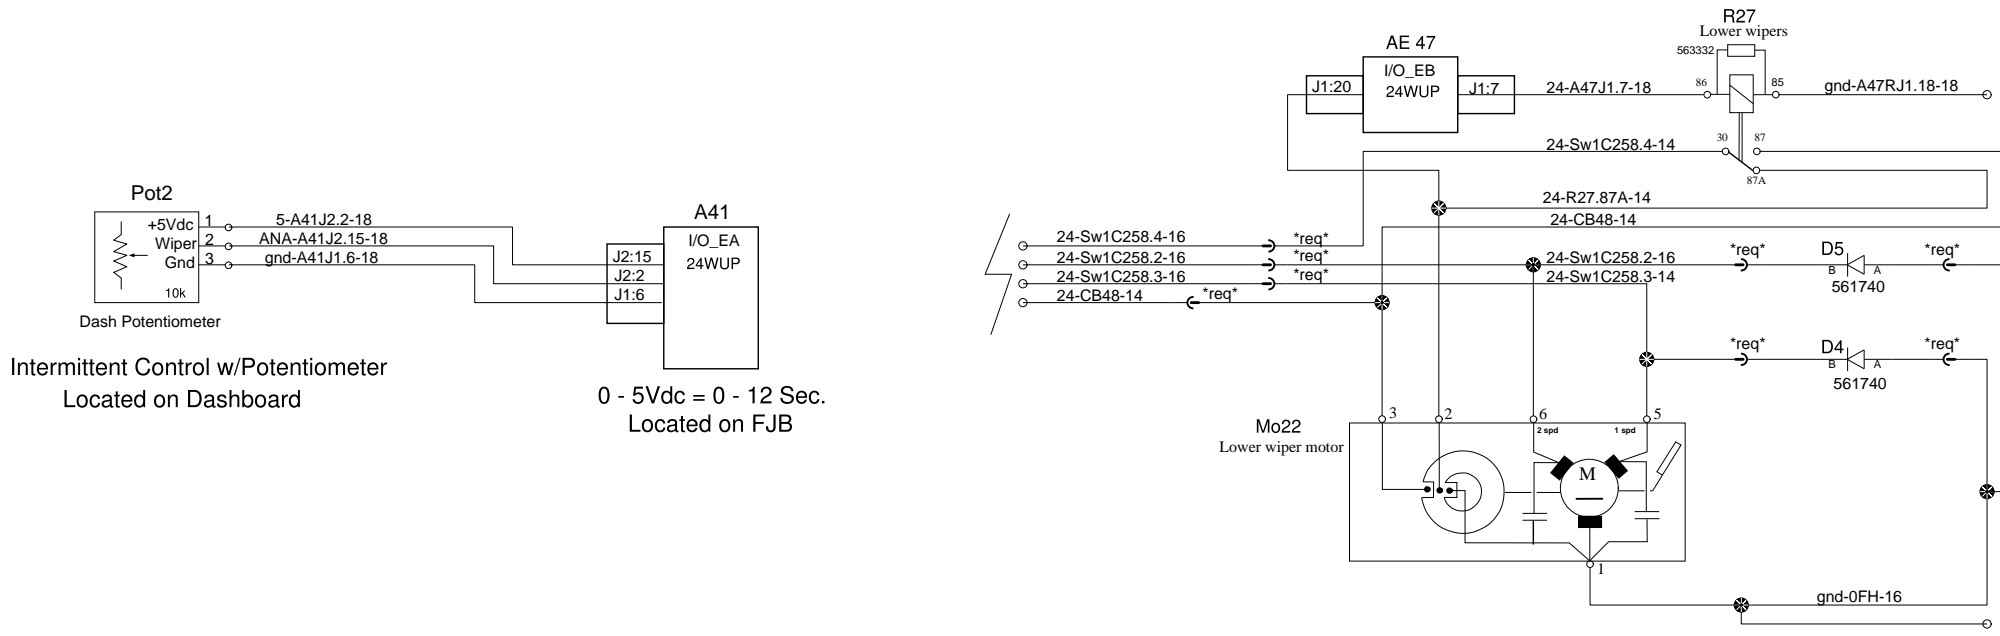 Pot2
+5Vdc 1 5-A41J2.2-18
Wiper 2 ANA-A41J2.15-18
Gnd 3 gnd-A41J1.6-18
10k
Dash Potentiometer
Intermittent Control w/Potentiometer
Located on Dashboard
A41
I/O_EA
24WUP
J2:15
J2:2
J1:6
0 - 5Vdc = 0 - 12 Sec.
Located on FJB
AE 47
I/O_EB
24WUP
J1:20
J1:7
24-A47J1.7-18
R27
Lower wipers
563332
86
85
gnd-A47RJ1.18-18
24-Sw1C258.4-14
30
87
87A
24-R27.87A-14
24-CB48-14
24-Sw1C258.4-16 *req*
24-Sw1C258.2-16 *req*
24-Sw1C258.3-16 *req*
24-CB48-14 *req*
24-Sw1C258.2-16 *req*
24-Sw1C258.3-14
D5
B A
561740
*req*
*req*
D4
B A
561740
*req*
Mo22
Lower wiper motor
3
2
6
5
2 spd
1 spd
M
1
gnd-0FH-16